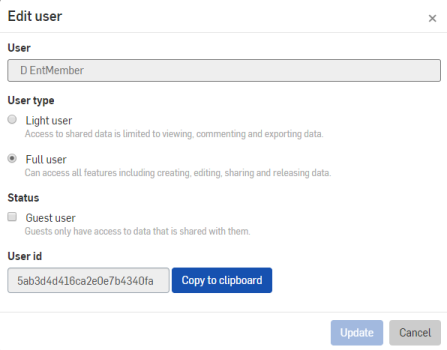 Edit user
×
User
D EntMember
User type
Light user
Access to shared data is limited to viewing, commenting and exporting data.
Full user
Can access all features including creating, editing, sharing and releasing data.
Status
Guest user
Guests only have access to data that is shared with them.
User id
5ab3d4d416ca2e0e7b4340fa Copy to clipboard
Update Cancel